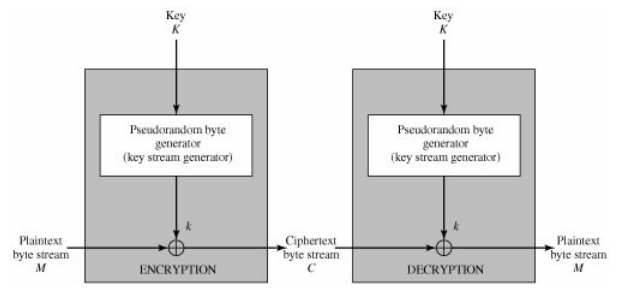 Key
K
Pseudorandom byte
generator
(key stream generator)
k
Plaintext
byte stream
M
ENCRYPTION
Ciphertext
byte stream
C
Key
K
Pseudorandom byte
generator
(key stream generator)
k
DECRYPTION
Plaintext
byte stream
M